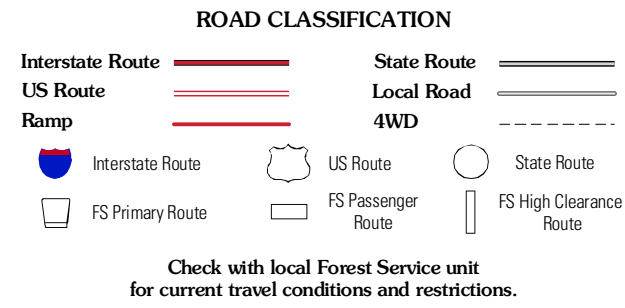 ROAD CLASSIFICATION
Interstate Route
State Route
US Route
Local Road
Ramp
4WD
Interstate Route
US Route
State Route
FS Primary Route
FS Passenger
Route
FS High Clearance
Route
Check with local Forest Service unit
for current travel conditions and restrictions.